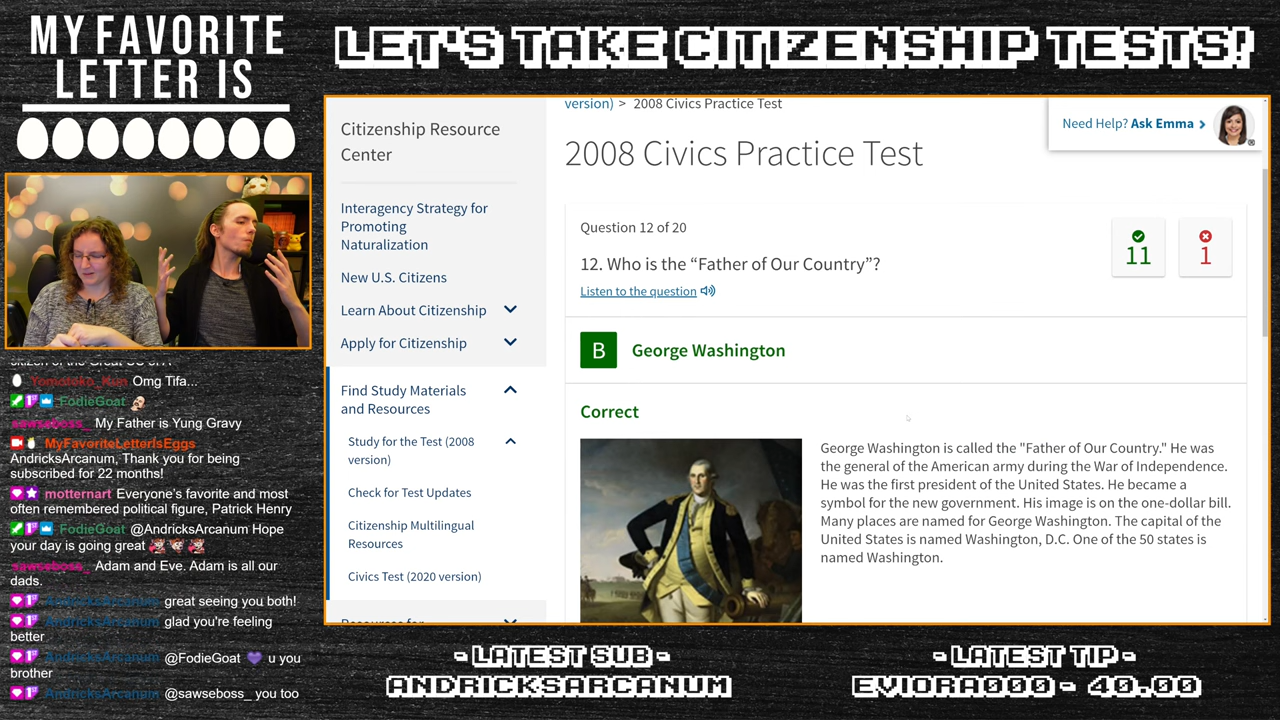 MY FAVORITE
LETTER IS
LET'S TAKE CITIZENSHIP TESTS!
Yomotoko_Kun Omg Tifa...
FodieGoat
sawseboss_ My Father is Yung Gravy
MyFavoriteLetterIsEggs
AndricksArcanum, Thank you for being
subscribed for 22 months!
motternart Everyone's favorite and most
often remembered political figure, Patrick Henry
FodieGoat @AndricksArcanum Hope
your day is going great
sawseboss_ Adam and Eve. Adam is all our
dads.
AndricksArcanum great seeing you both!
AndricksArcanum glad you're feeling
better
AndricksArcanum @FodieGoat u you
brother
AndricksArcanum @sawseboss_ you too
Citizenship Resource
Center
Interagency Strategy for
Promoting
Naturalization
New U.S. Citizens
Learn About Citizenship
Apply for Citizenship
Find Study Materials
and Resources
Study for the Test (2008
version)
Check for Test Updates
Citizenship Multilingual
Resources
Civics Test (2020 version)
Resources for
version) > 2008 Civics Practice Test
Need Help? Ask Emma
2008 Civics Practice Test
Question 12 of 20
11
1
12. Who is the “Father of Our Country”?
Listen to the question
B George Washington
Correct
George Washington is called the "Father of Our Country." He was
the general of the American army during the War of Independence.
He was the first president of the United States. He became a
symbol for the new government. His image is on the one-dollar bill.
Many places are named for George Washington. The capital of the
United States is named Washington, D.C. One of the 50 states is
named Washington.
- LATEST SUB -
ANDRICKSARCANUM
- LATEST TIP -
EVIORA000 - 40.00